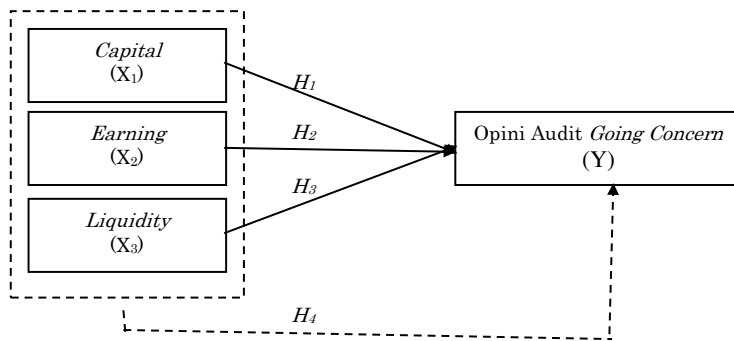 Capital
(X₁)
H₁
Earning
(X₂)
H₂
Opini Audit Going Concern
(Y)
Liquidity
(X₃)
H₃
H₄